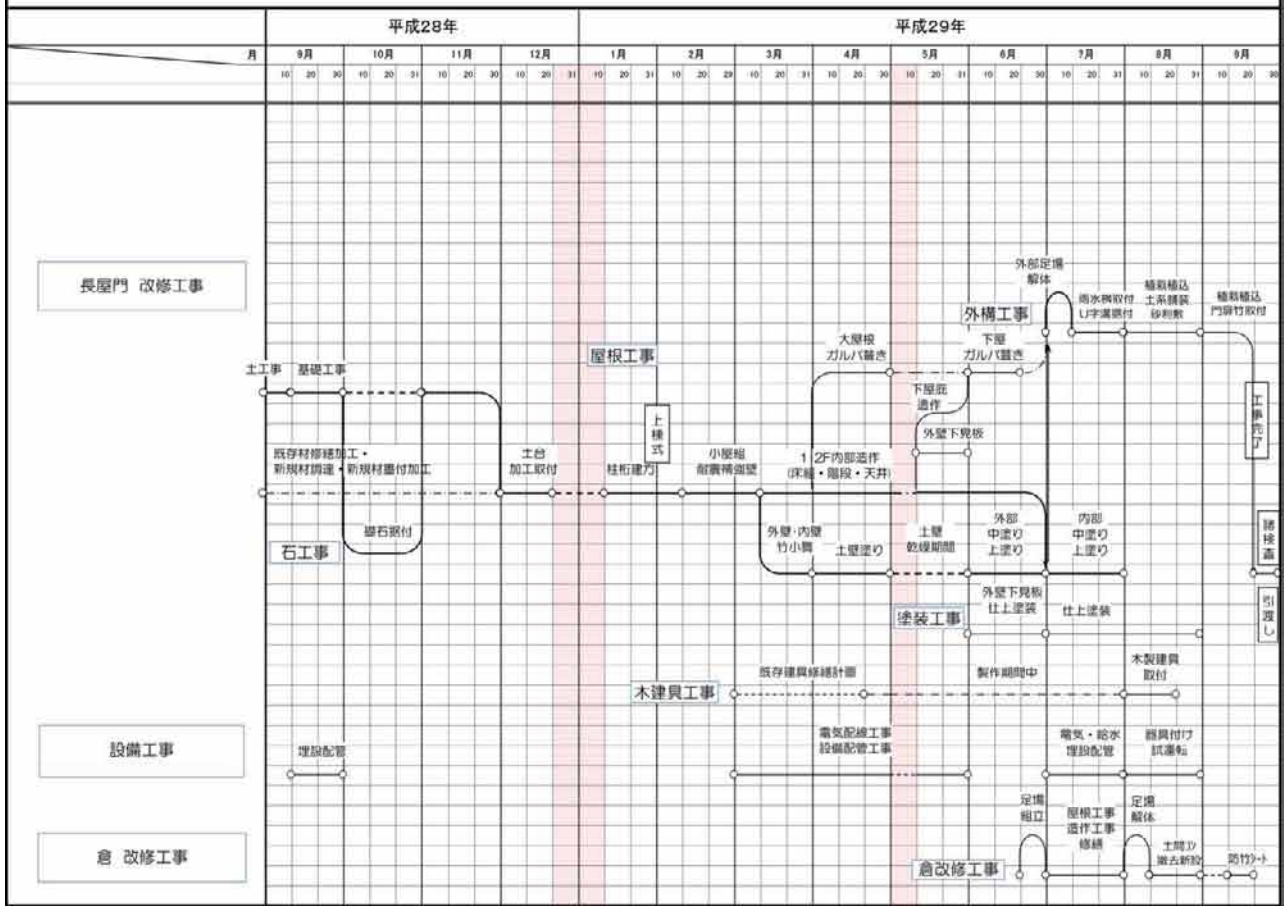 平成28年
平成29年
月
9月
10月
11月
12月
1月
2月
3月
4月
5月
6月
7月
8月
9月
10 20 30 10 20 31 10 20 30 10 20 31 10 20 31 10 20 29 10 20 31 10 20 30 10 20 31 10 20 30 10 20 31 10 20 31 10 20 30
長屋門 改修工事
外部足場
解体
外構工事
雨水桝取付
U字溝据付
植栽植込
土系舗装
砂利敷
植栽植込
門扉竹取付
屋根工事
大屋根
ガルバ葺き
下屋
ガルバ葺き
土工事
基礎工事
下屋庇
造作
外壁下見板
上棟式
工事完了
既存材修繕加工・
新規材調達・新規材墨付加工
土台
加工取付
柱桁建方
小屋組
耐震補強壁
1・2F内部造作
(床組・階段・天井)
礎石据付
石工事
外壁・内壁
竹小舞
土壁塗り
土壁
乾燥期間
外部
中塗り
上塗り
内部
中塗り
上塗り
諸検査
引渡し
塗装工事
外壁下見板
仕上塗装
仕上塗装
木建具工事
既存建具修繕計画
製作期間中
木製建具
取付
設備工事
埋設配管
電気配線工事
設備配管工事
電気・給水
埋設配管
器具付け
試運転
倉 改修工事
倉改修工事
足場
組立
屋根工事
造作工事
修繕
足場
解体
土間コン
撤去新設
防竹シート